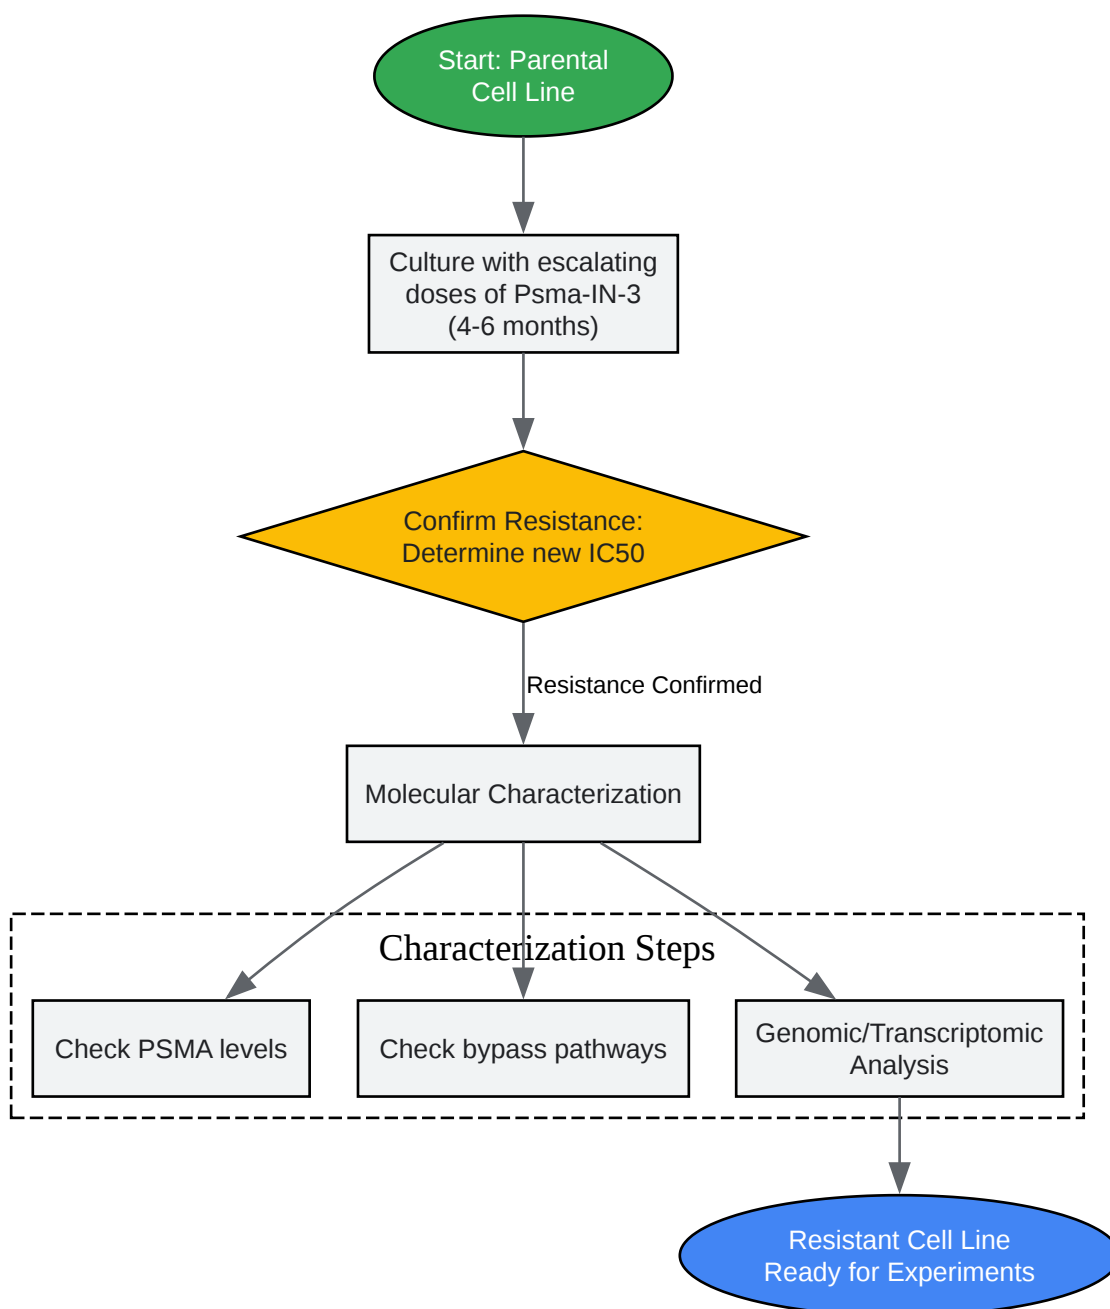 Start: Parental
Cell Line
Culture with escalating
doses of Psma-IN-3
(4-6 months)
Confirm Resistance:
Determine new IC50
Resistance Confirmed
Molecular Characterization
Characterization Steps
Check PSMA levels
Check bypass pathways
Genomic/Transcriptomic
Analysis
Resistant Cell Line
Ready for Experiments